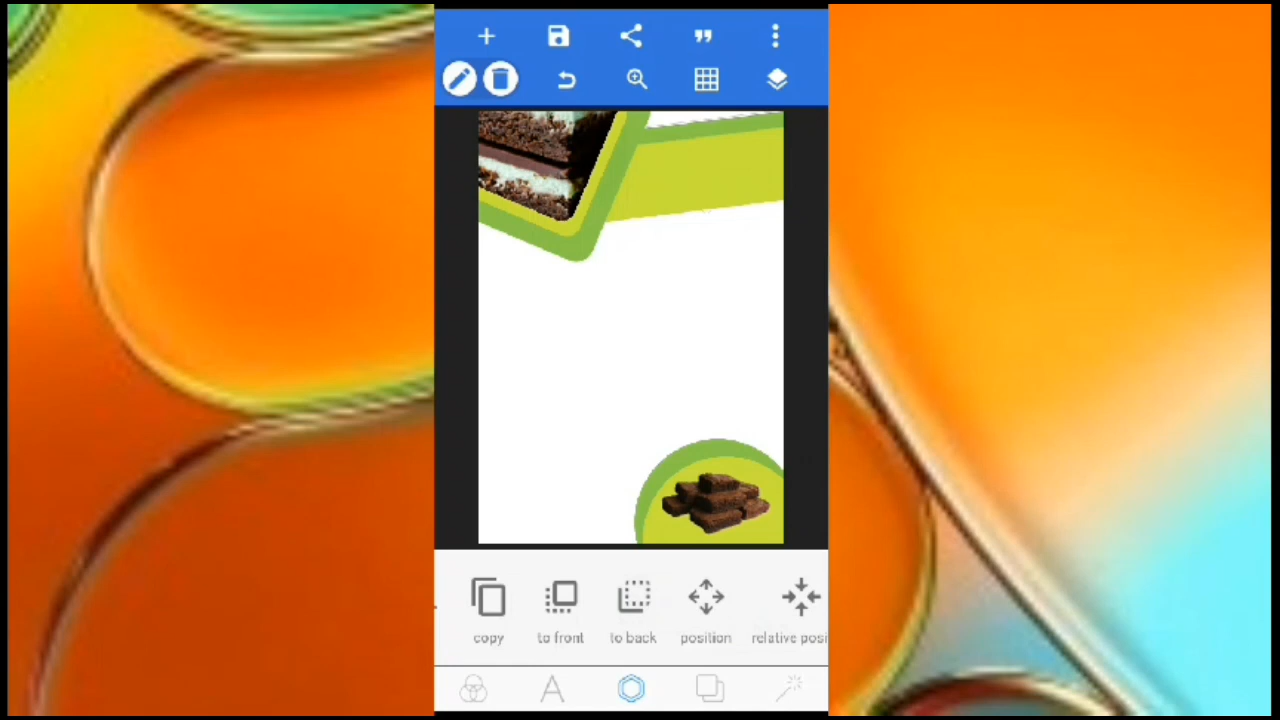 copy
to front
to back
position
relative posi